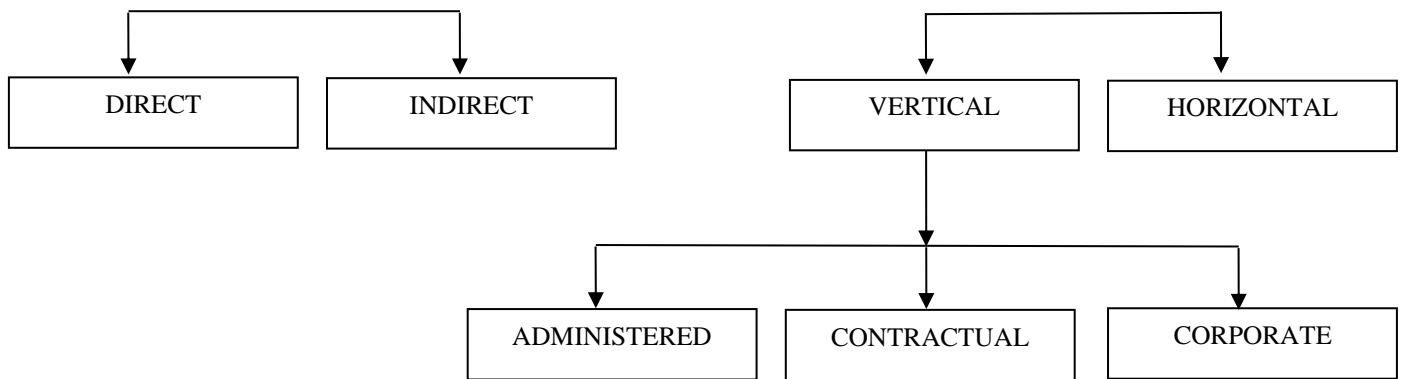 DIRECT
INDIRECT
VERTICAL
HORIZONTAL
ADMINISTERED
CONTRACTUAL
CORPORATE